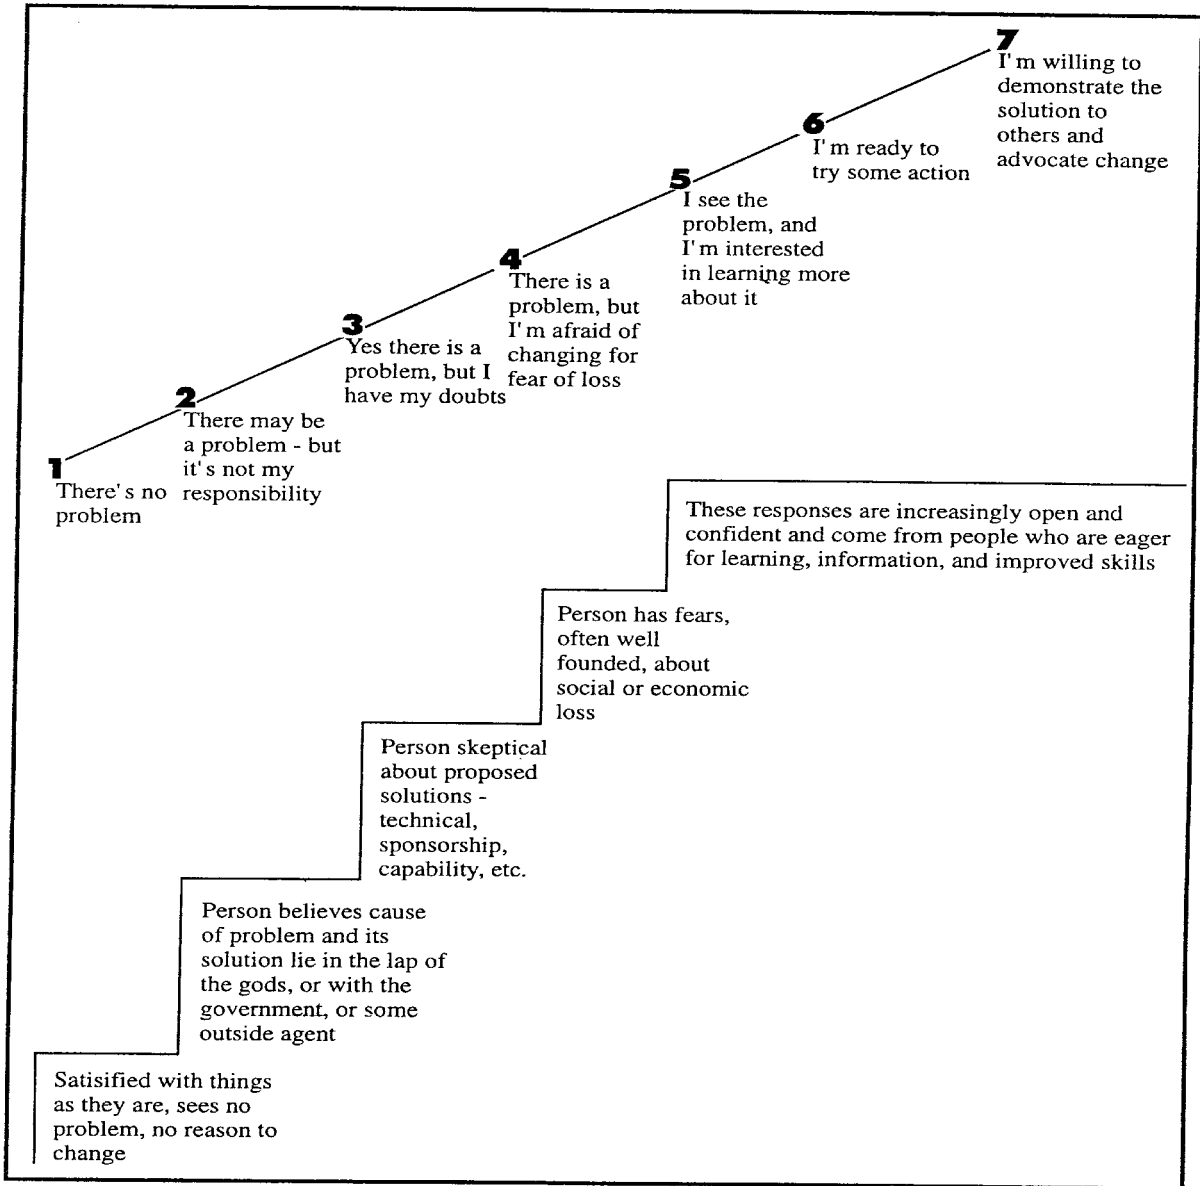 7
I'm willing to
demonstrate the
solution to
others and
advocate change
6
I'm ready to
try some action
5
I see the
problem, and
I'm interested
in learning more
about it
4
There is a
problem, but
I'm afraid of
changing for
fear of loss
3
Yes there is a
problem, but I
have my doubts
2
There may be
a problem - but
it's not my
responsibility
1
There's no
problem
These responses are increasingly open and
confident and come from people who are eager
for learning, information, and improved skills
Person has fears,
often well
founded, about
social or economic
loss
Person skeptical
about proposed
solutions -
technical,
sponsorship,
capability, etc.
Person believes cause
of problem and its
solution lie in the lap of
the gods, or with the
government, or some
outside agent
Satisified with things
as they are, sees no
problem, no reason to
change